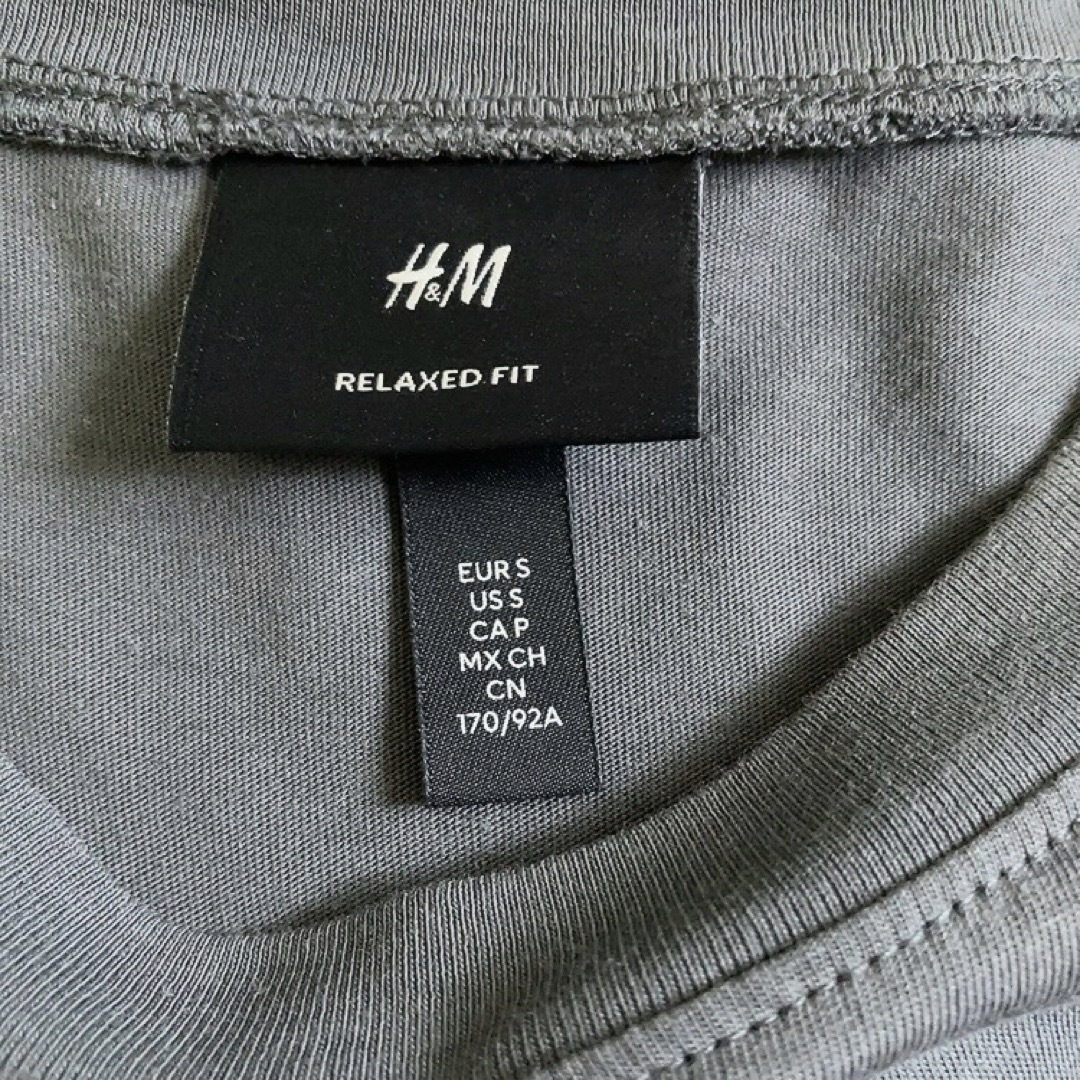 H&M
RELAXED FIT
EUR S
US S
CA P
MX CH
CN
170/92A